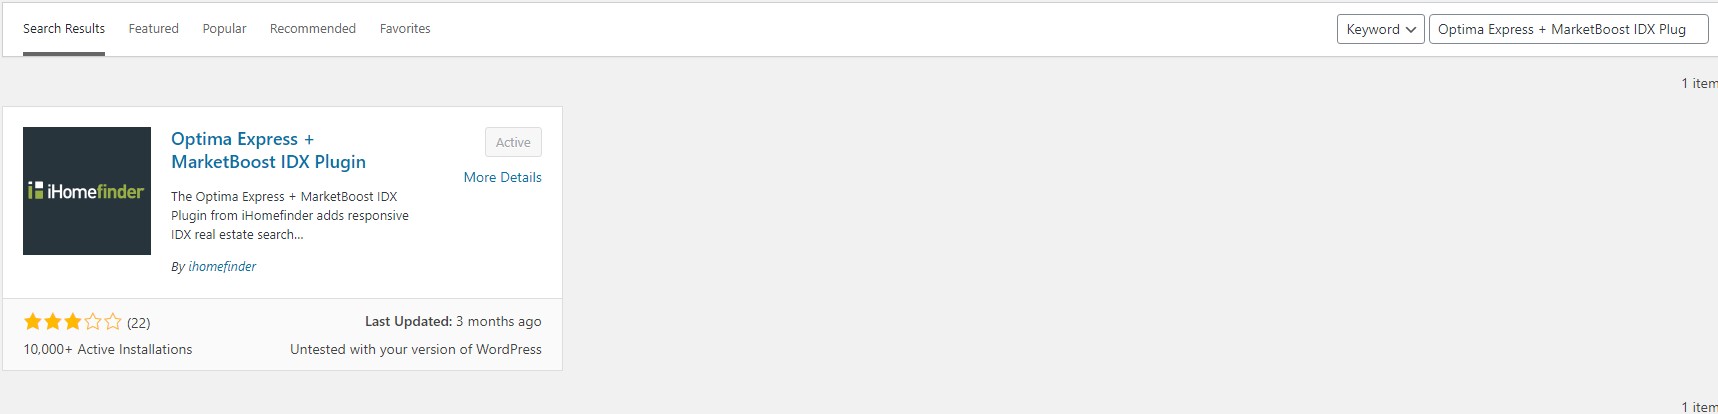 Search Results Featured Popular Recommended Favorites Keyword Optima Express + MarketBoost IDX Plug
1 item
iHomefinder
Optima Express +
MarketBoost IDX Plugin
Active
More Details
The Optima Express + MarketBoost IDX
Plugin from iHomefinder adds responsive
IDX real estate search...
By ihomefinder
(22)
Last Updated: 3 months ago
10,000+ Active Installations
Untested with your version of WordPress
1 item